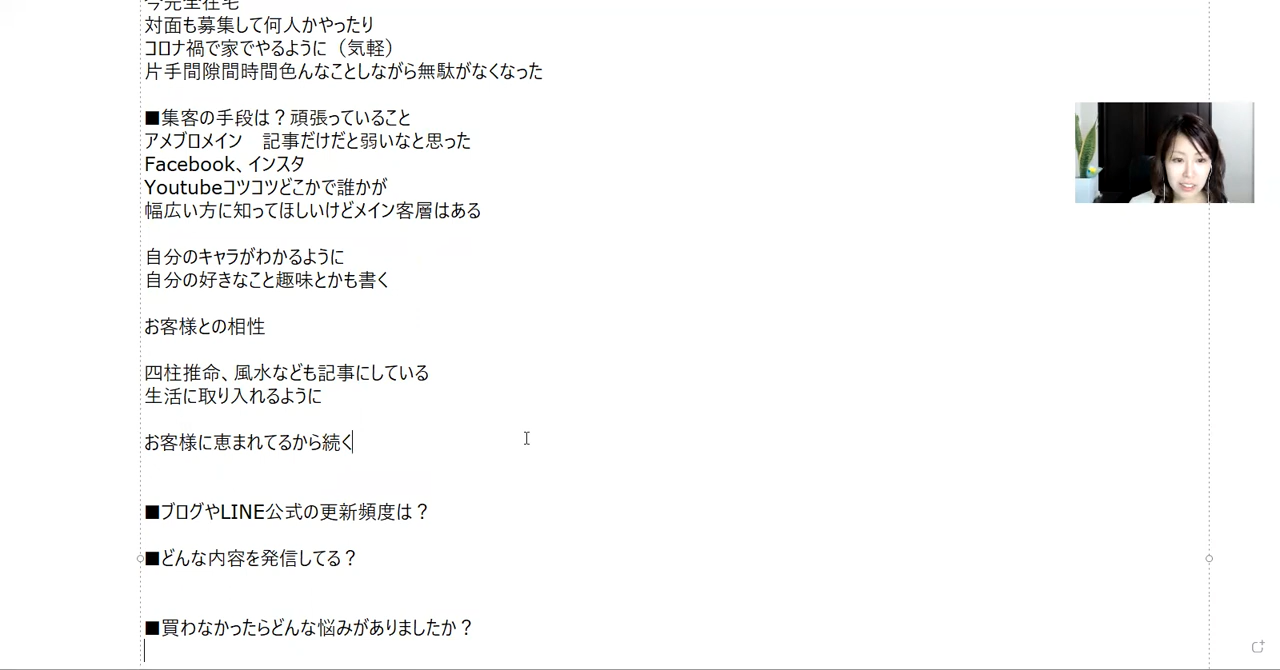 今完全在宅
対面も募集して何人かやったり
コロナ禍で家でやるように（気軽）
片手間隙間時間色んなことしながら無駄がなくなった
■集客の手段は？頑張っていること
アメブロメイン　記事だけだと弱いなと思った
Facebook、インスタ
Youtubeコツコツどこかで誰かが
幅広い方に知ってほしいけどメイン客層はある
自分のキャラがわかるように
自分の好きなこと趣味とかも書く
お客様との相性
四柱推命、風水なども記事にしている
生活に取り入れるように
お客様に恵まれてるから続く
■ブログやLINE公式の更新頻度は？
■どんな内容を発信してる？
■買わなかったらどんな悩みがありましたか？